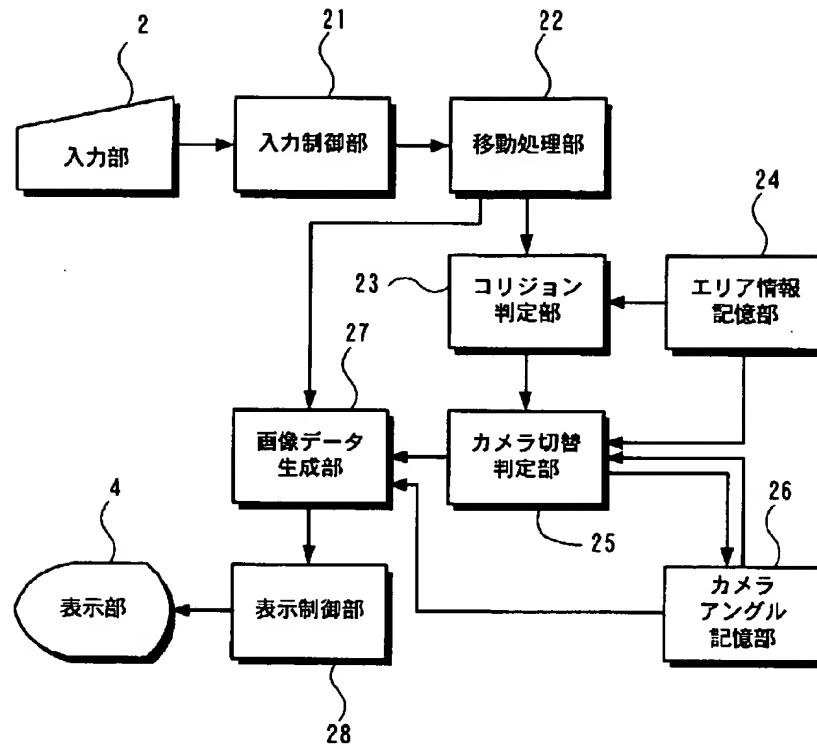 2
入力部
21
入力制御部
22
移動処理部
23
コリジョン
判定部
24
エリア情報
記憶部
27
画像データ
生成部
カメラ切替
判定部
25
26
カメラ
アングル
記憶部
4
表示部
表示制御部
28